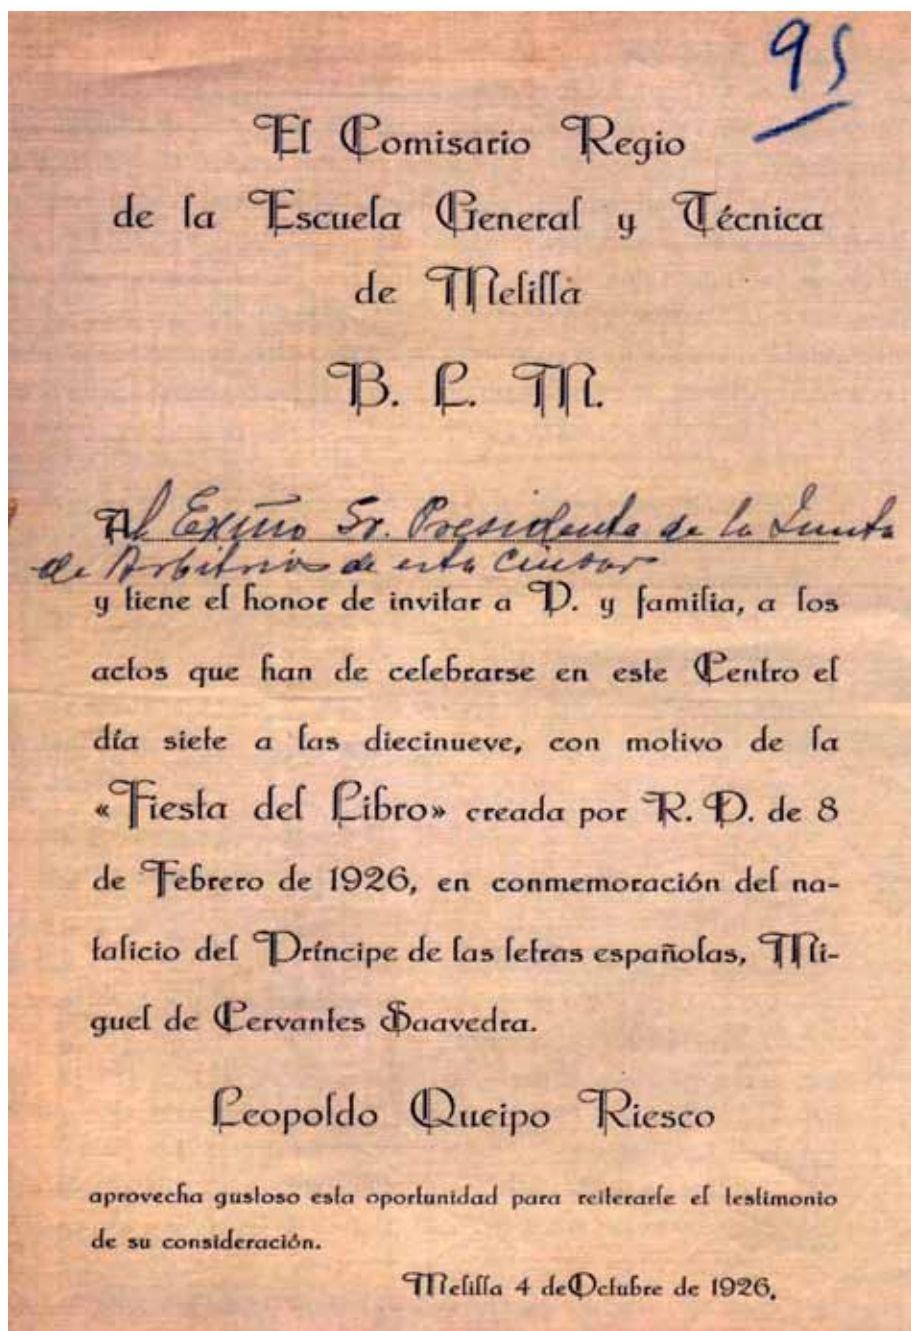 95
El Comisario Regio
de la Escuela General y Técnica
de Melilla
B. L. M.
Al Exmo Sr. Presidente de la Junta
de Arbitrios de esta Ciudad
y tiene el honor de invitar a V. y familia, a los
actos que han de celebrarse en este Centro el
día siete a las diecinueve, con motivo de la
«Fiesta del Libro» creada por R. D. de 8
de Febrero de 1926, en conmemoración del na-
talicio del Príncipe de las letras españolas, Mi-
guel de Cervantes Saavedra.
Leopoldo Queipo Riesco
aprovecha gustoso esta oportunidad para reiterarle el testimonio
de su consideración.
Melilla 4 de Octubre de 1926.